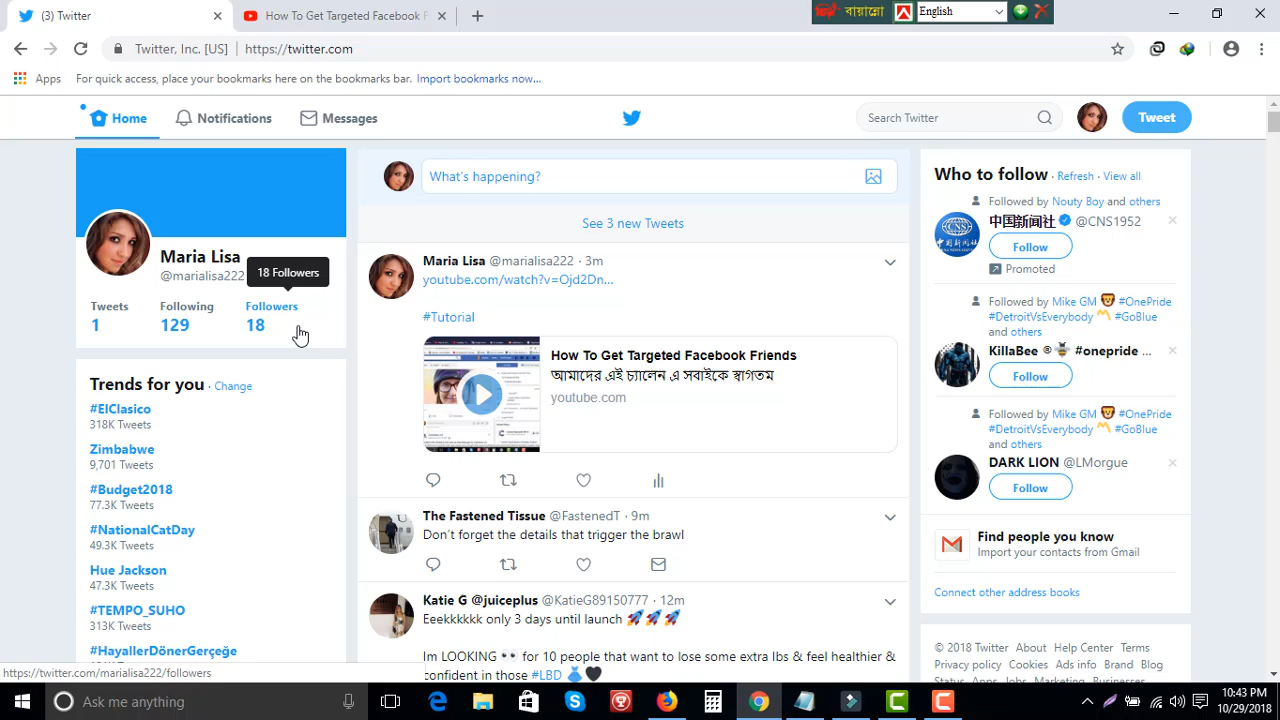 (3) Twitter
How To Get Targeted Facebook F
বায়ান্নো
English
Twitter, Inc. [US]
https://twitter.com
Apps
For quick access, place your bookmarks here on the bookmarks bar. Import bookmarks now...
Home
Notifications
Messages
Search Twitter
Tweet
Maria Lisa
@marialisa222
18 Followers
Tweets
Following
Followers
1
129
18
Trends for you · Change
#ElClasico
318K Tweets
Zimbabwe
9,701 Tweets
#Budget2018
77.3K Tweets
#NationalCatDay
49.3K Tweets
Hue Jackson
47.3K Tweets
#TEMPO_SUHO
313K Tweets
#HayallerDönerGerçeğe
https://twitter.com/marialisa222/followers
What's happening?
See 3 new Tweets
Maria Lisa @marialisa222 · 3m
youtube.com/watch?v=Ojd2Dn...
#Tutorial
How To Get Targeted Facebook Friends
আমাদের এই চ্যালেন এ সবাইকে স্বাগতম
youtube.com
The Fastened Tissue @FastenedT · 9m
Don't forget the details that trigger the brawl
Katie G @juiceplus @KatieG89150777 · 12m
Eeekkkkkk only 3 days until launch 🚀🚀🚀
Im LOOKING 👀 for 10 people that want to lose some extra lbs & feel healthier &
confident in those #LBD 👗🖤
Who to follow · Refresh · View all
Followed by Nouty Boy and others
中国新闻社 @CNS1952
Follow
Promoted
Followed by Mike GM 🦁 #OnePride
#DetroitVsEverybody 〽️ #GoBlue
and others
KillaBee ® 🐝 #onepride ...
Follow
Followed by Mike GM 🦁 #OnePride
#DetroitVsEverybody 〽️ #GoBlue
and others
DARK LION @LMorgue
Follow
Find people you know
Import your contacts from Gmail
Connect other address books
© 2018 Twitter About Help Center Terms
Privacy policy Cookies Ads info Brand Blog
Status Apps Jobs Marketing Businesses
Ask me anything
10:43 PM
10/29/2018